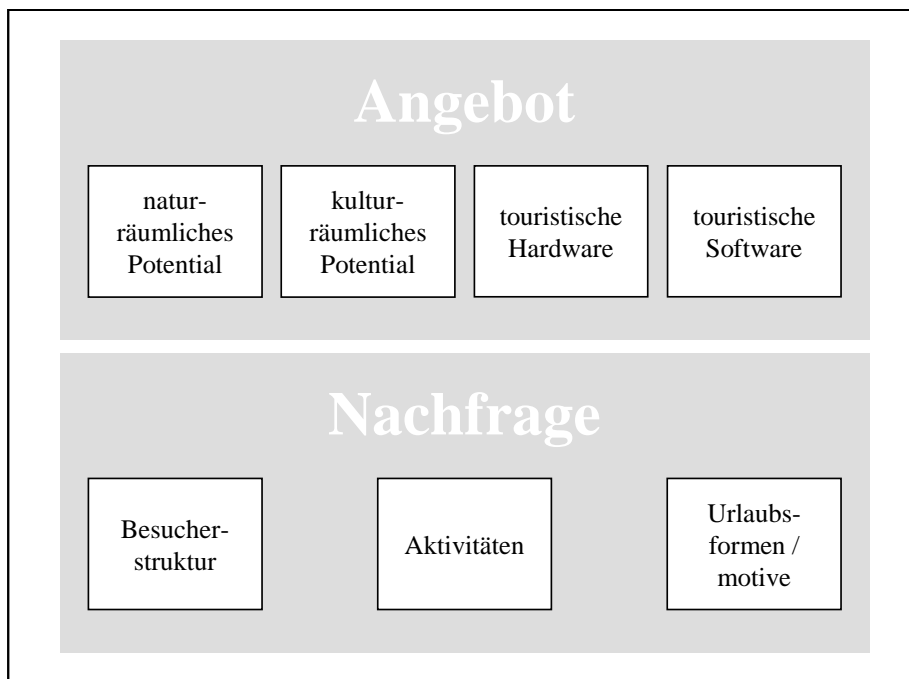 Angebot
natur-
räumliches
Potential
kultur-
räumliches
Potential
touristische
Hardware
touristische
Software
Nachfrage
Besucher-
struktur
Aktivitäten
Urlaubs-
formen /
motive